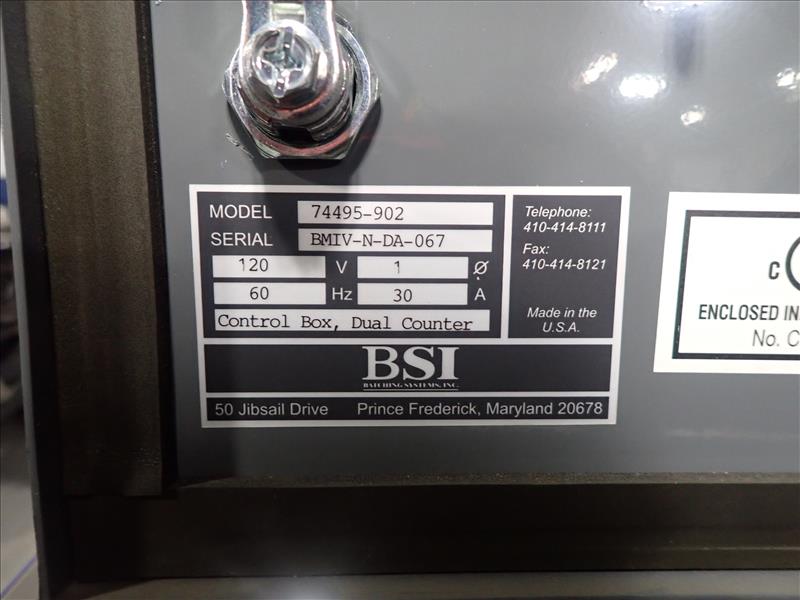 MODEL 74495-902
SERIAL BMIV-N-DA-067
120 V 1 Ø
60 Hz 30 A
Control Box, Dual Counter
Telephone:
410-414-8111
Fax:
410-414-8121
Made in the
U.S.A.
BSI
BATCHING SYSTEMS, INC.
50 Jibsail Drive Prince Frederick, Maryland 20678
C
ENCLOSED IN
No. C